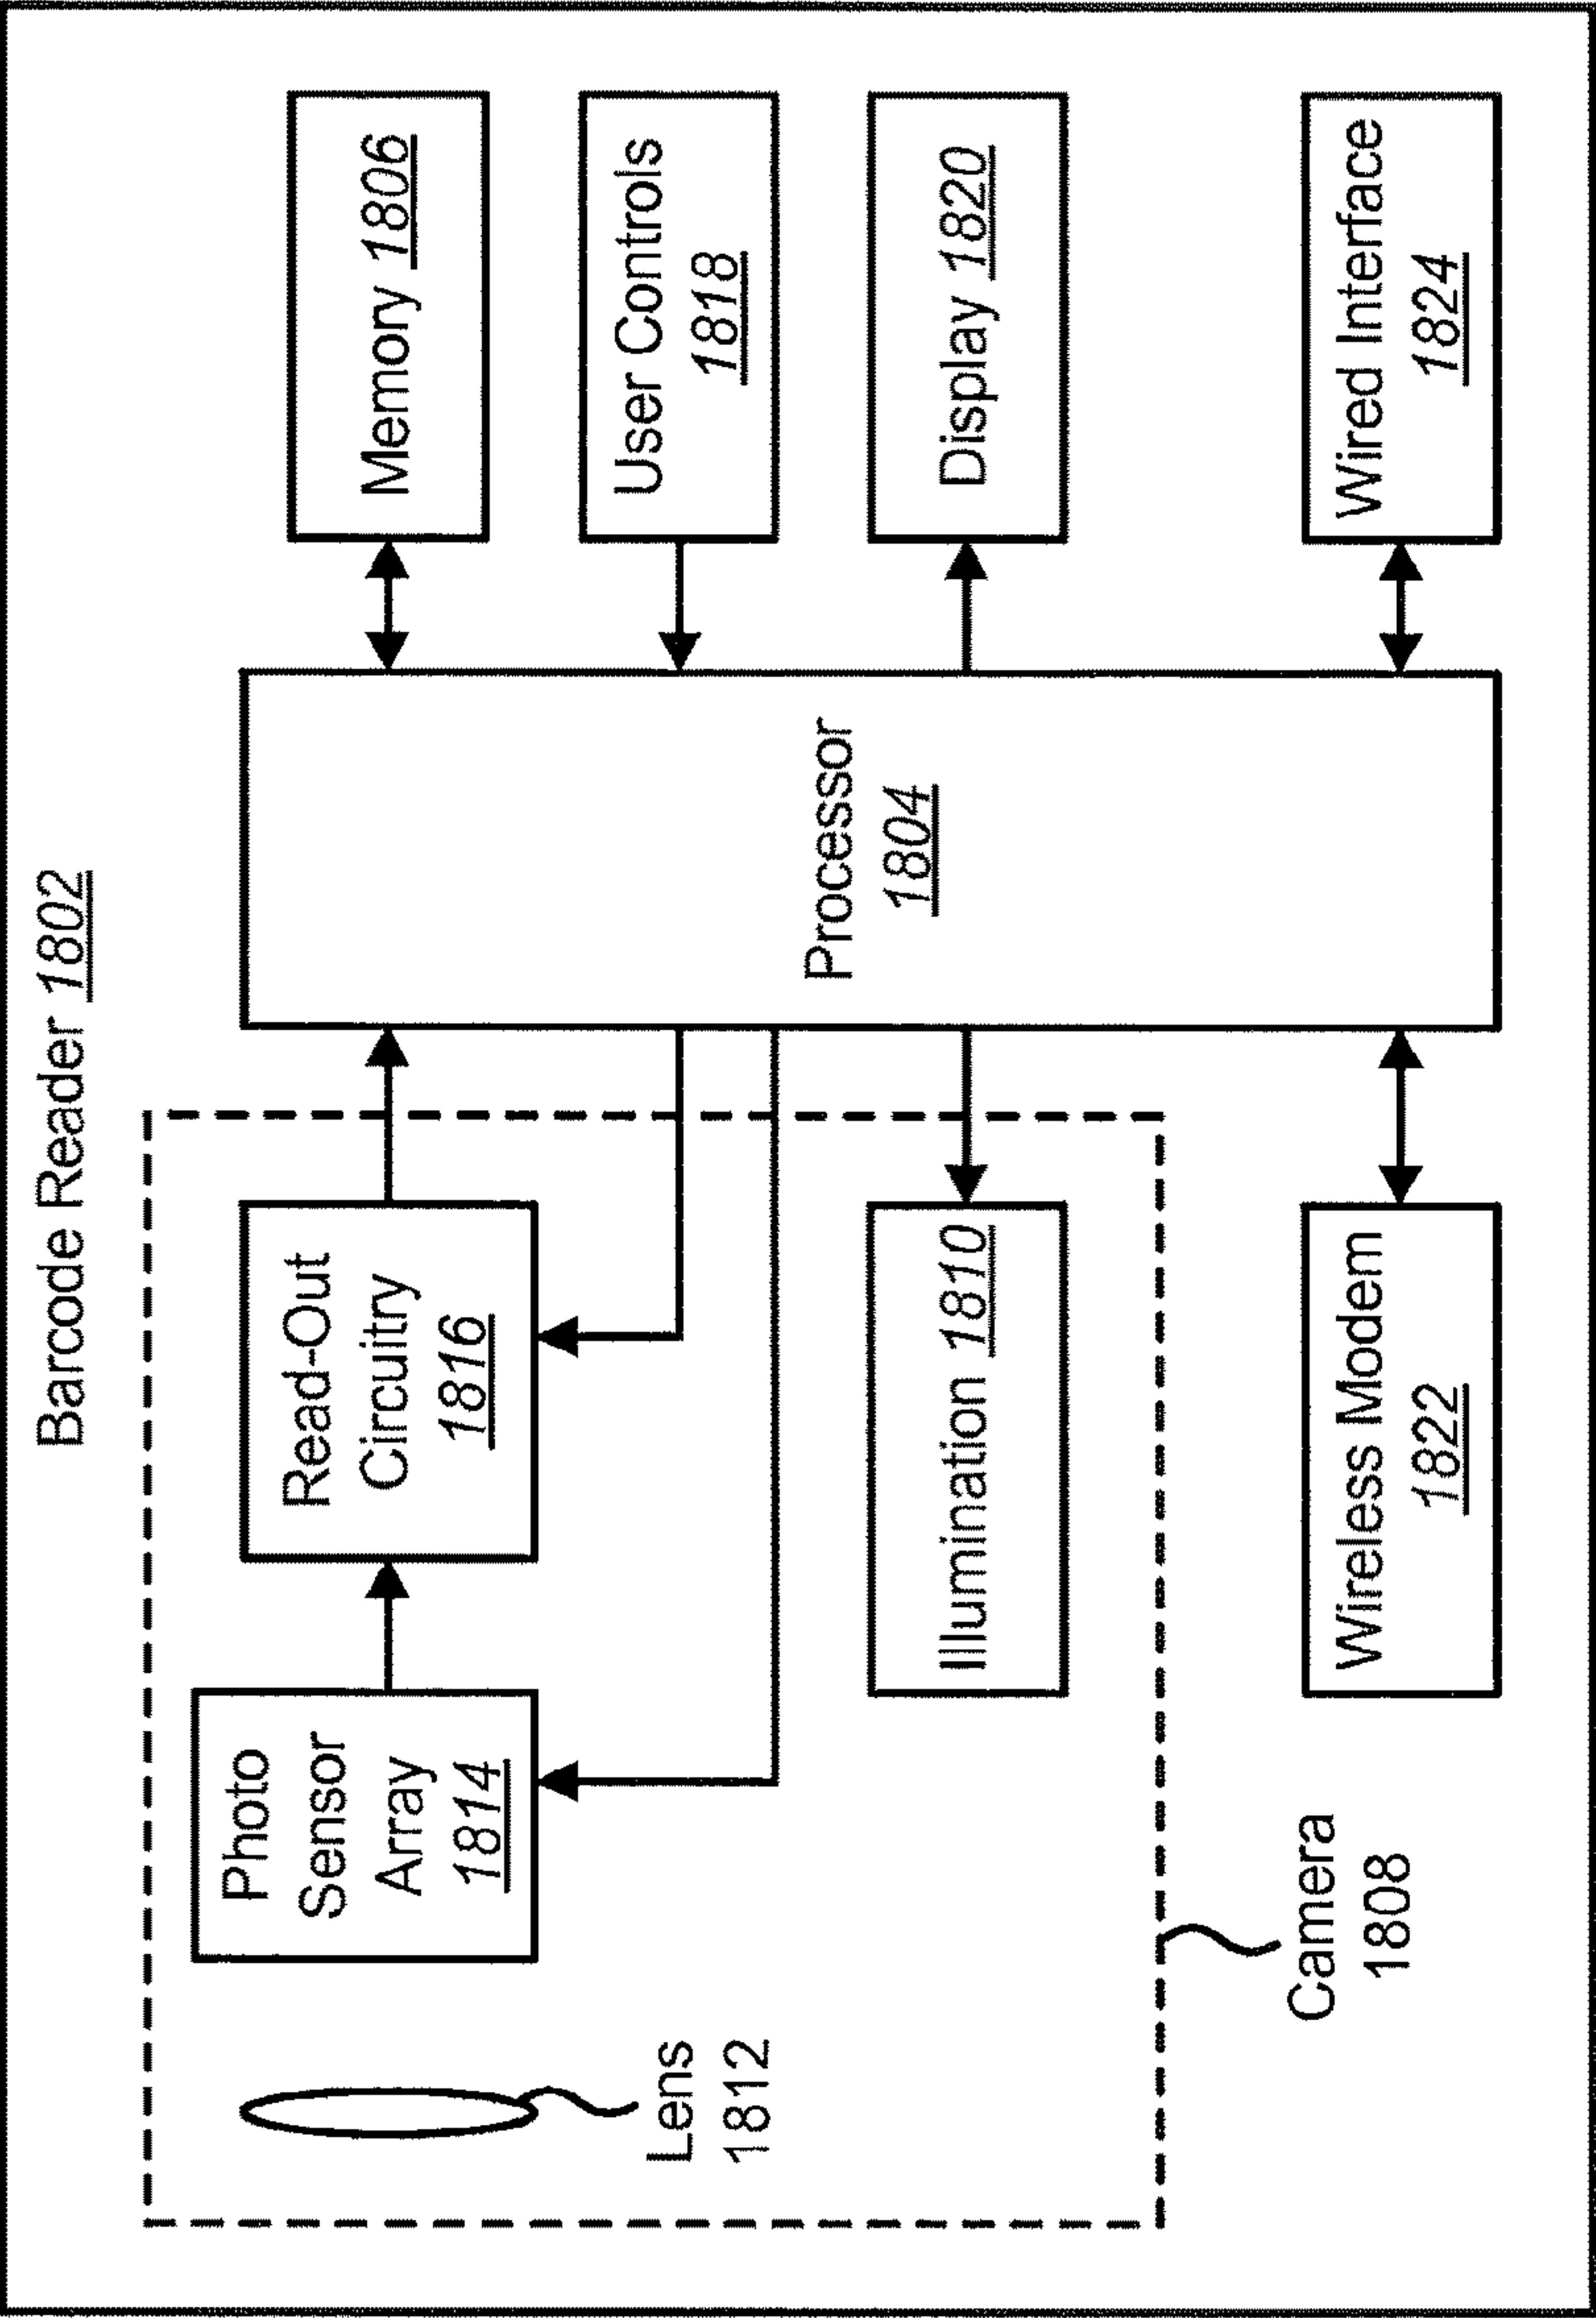 Barcode Reader 1802
Photo
Sensor
Array
1814
Read-Out
Circuitry
1816
Lens
1812
Illumination 1810
Camera
1808
Wireless Modem
1822
Processor
1804
Memory 1806
User Controls
1818
Display 1820
Wired Interface
1824